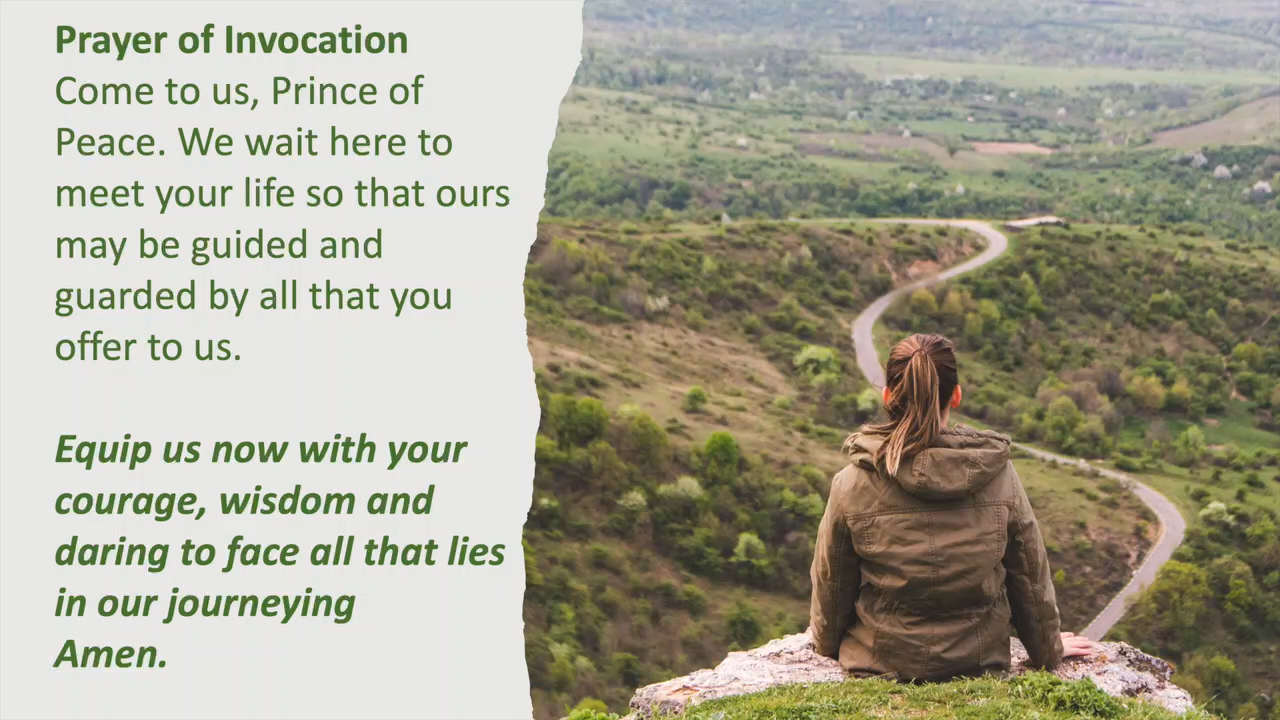 Prayer of Invocation
Come to us, Prince of
Peace. We wait here to
meet your life so that ours
may be guided and
guarded by all that you
offer to us.
Equip us now with your
courage, wisdom and
daring to face all that lies
in our journeying
Amen.